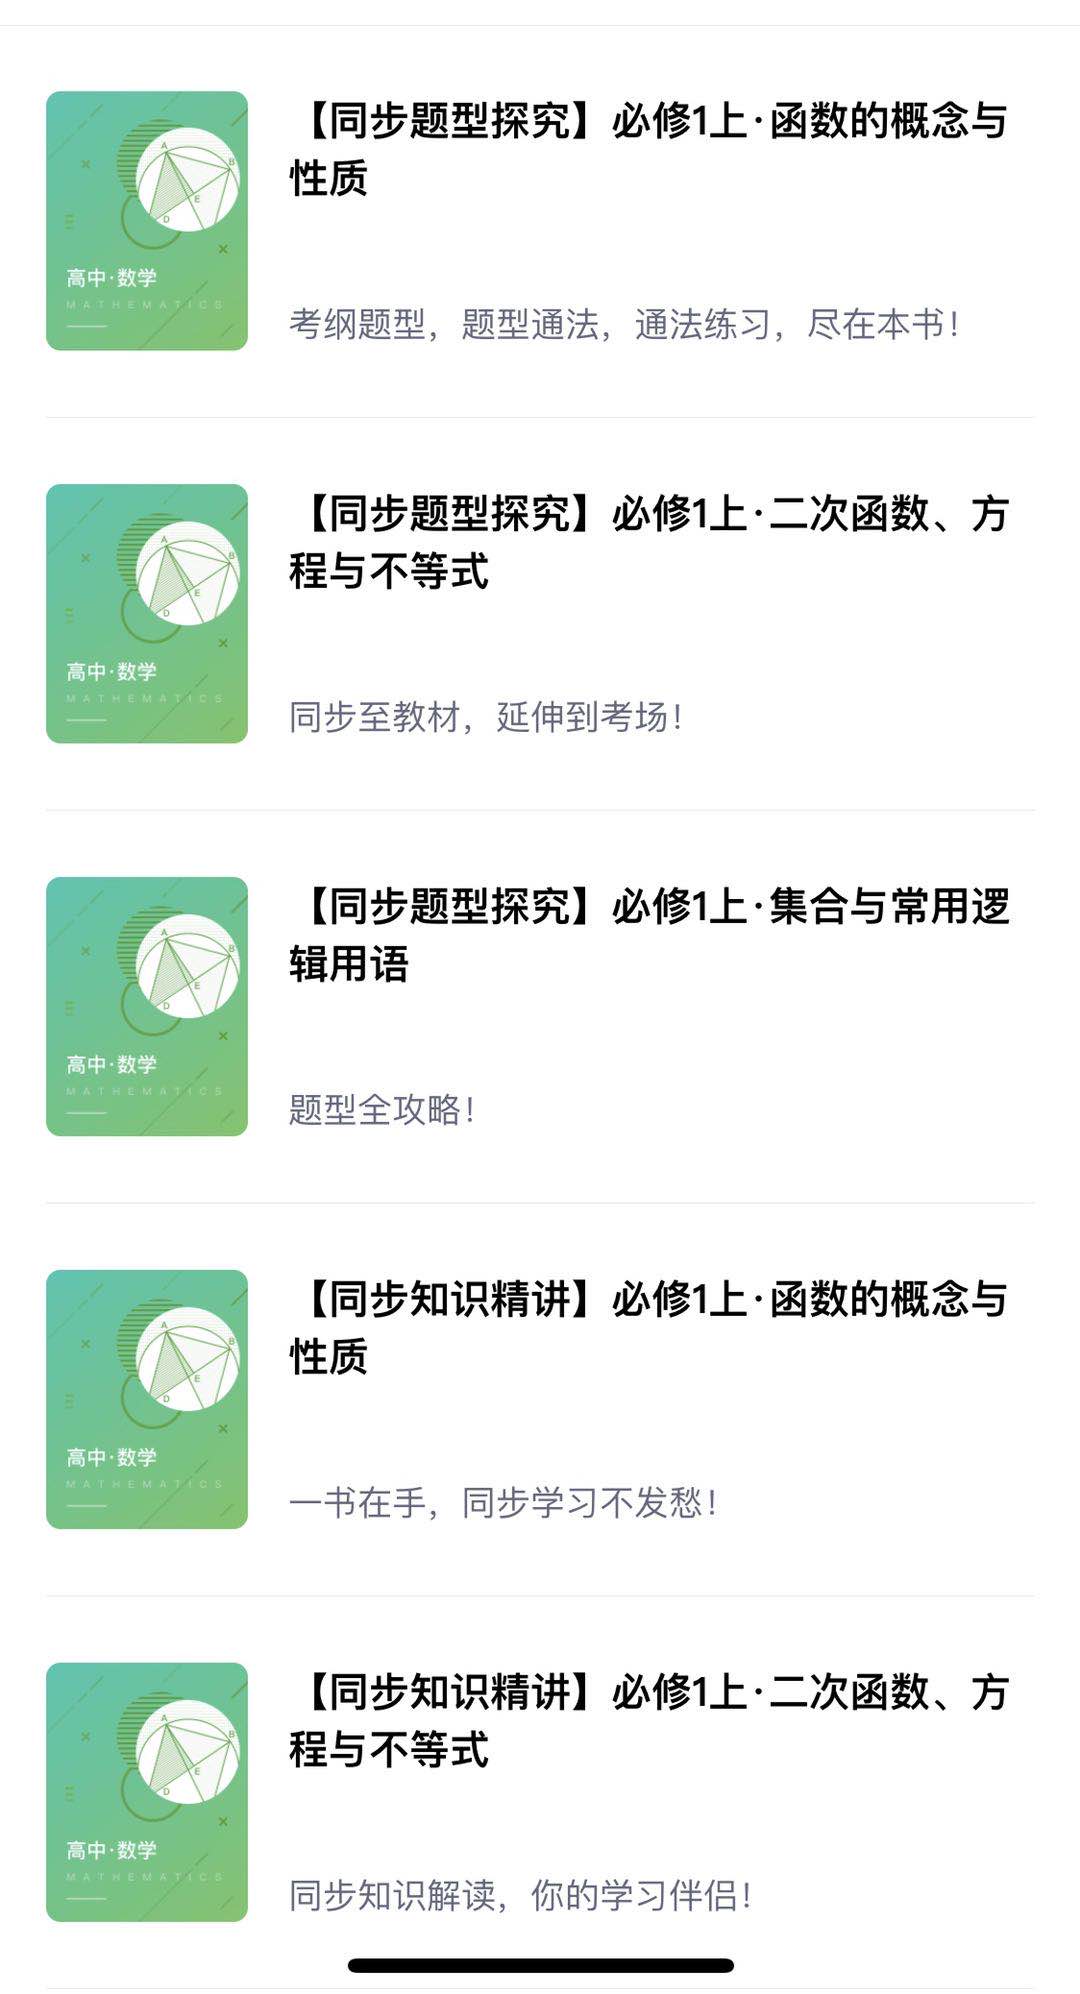 【同步题型探究】必修1上·函数的概念与
性质
A
B
E
D
高中·数学
MATHEMATICS
考纲题型，题型通法，通法练习，尽在本书！
【同步题型探究】必修1上·二次函数、方
程与不等式
A
B
E
D
高中·数学
MATHEMATICS
同步至教材，延伸到考场！
【同步题型探究】必修1上·集合与常用逻
辑用语
A
B
E
D
高中·数学
MATHEMATICS
题型全攻略！
【同步知识精讲】必修1上·函数的概念与
性质
A
B
E
D
高中·数学
MATHEMATICS
一书在手，同步学习不发愁！
【同步知识精讲】必修1上·二次函数、方
程与不等式
A
B
E
D
高中·数学
MATHEMATICS
同步知识解读，你的学习伴侣！